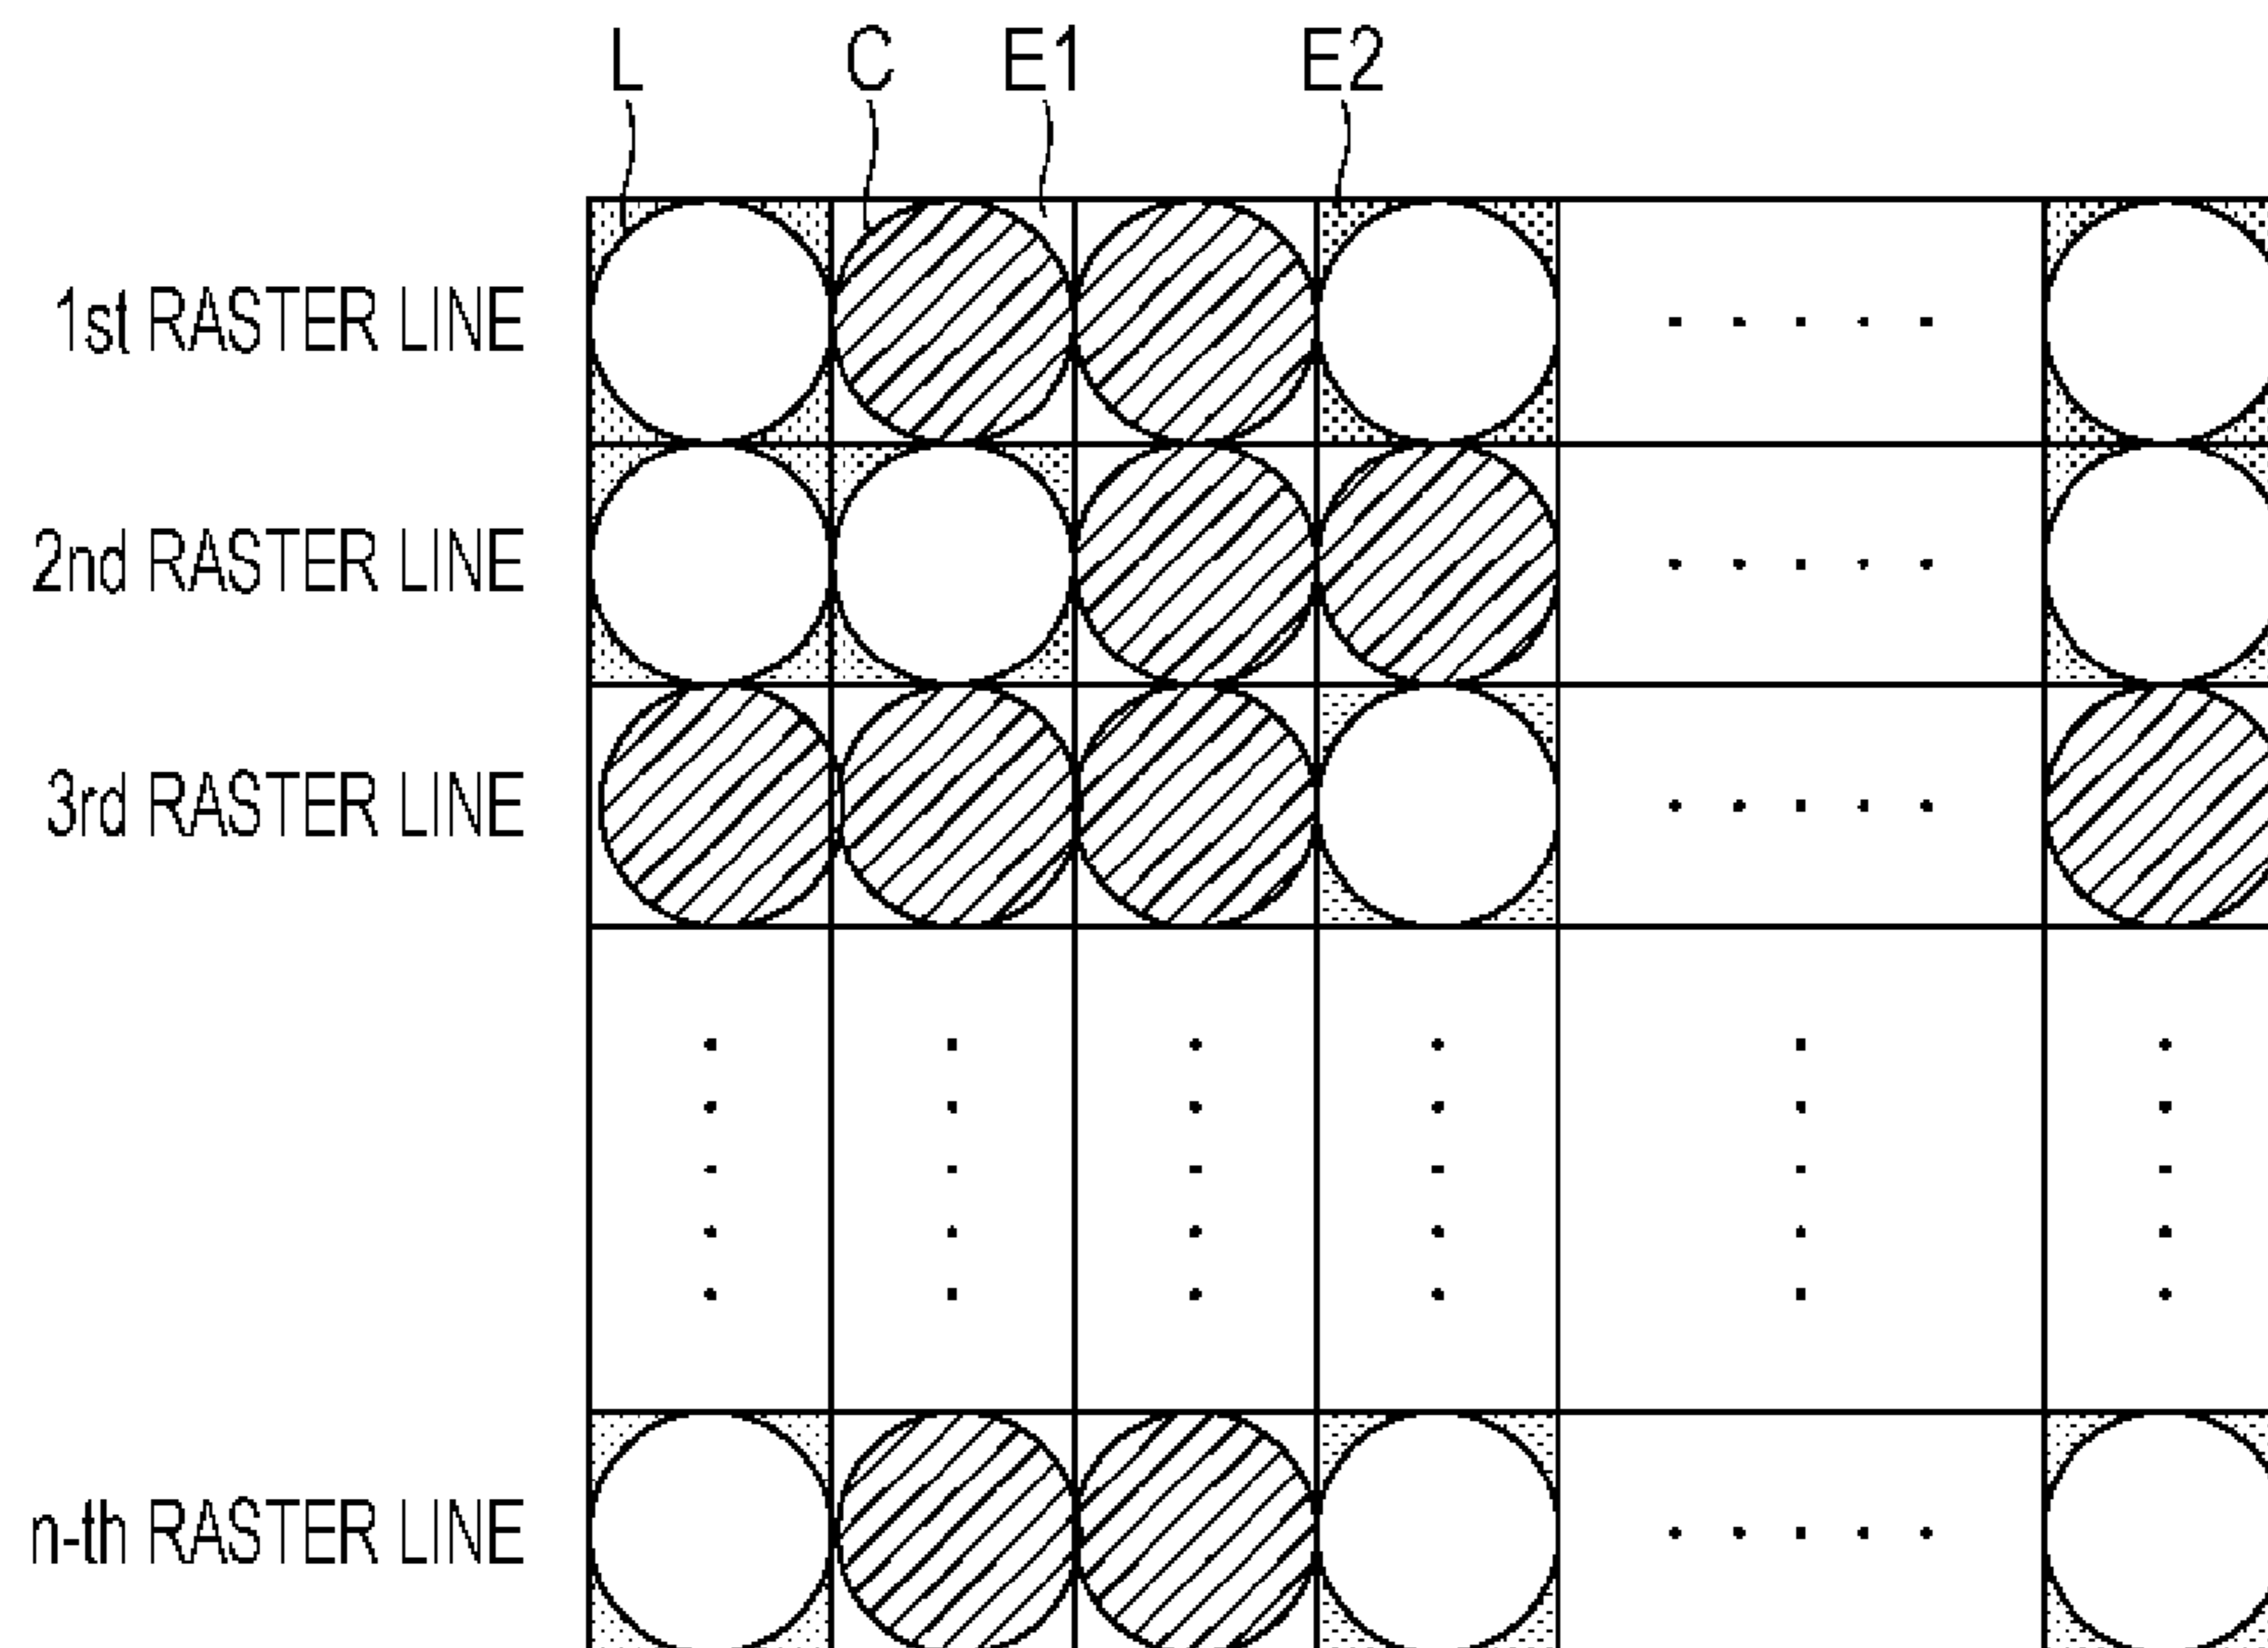 L C E1 E2
1st RASTER LINE
2nd RASTER LINE
3rd RASTER LINE
n-th RASTER LINE